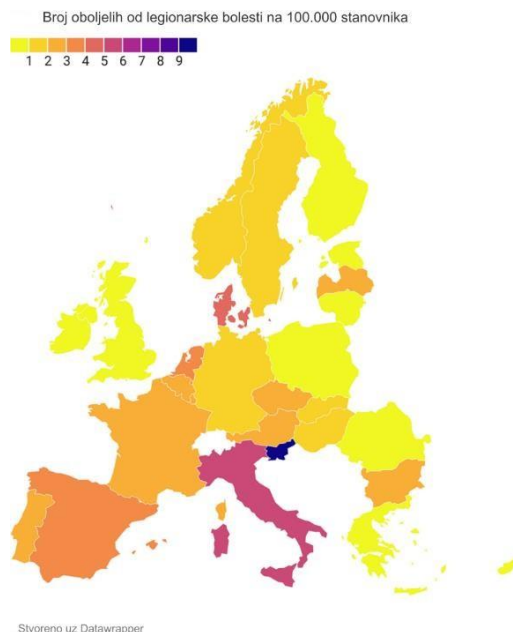 Broj oboljelih od legionarske bolesti na 100.000 stanovnika
1 2 3 4 5 6 7 8 9
Stvoreno uz Datawrapper